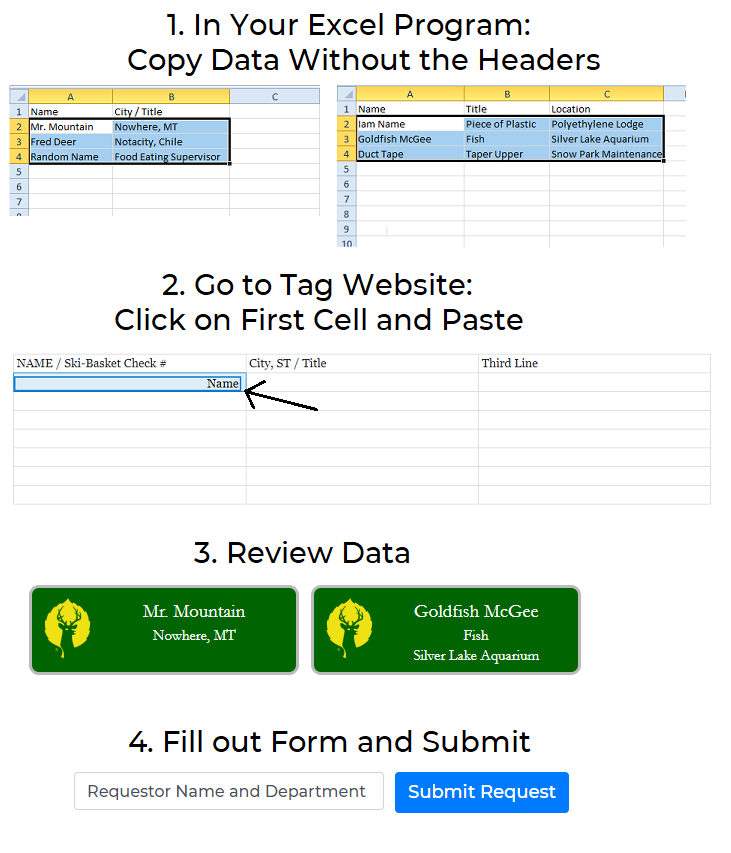 1. In Your Excel Program:
Copy Data Without the Headers
A B C
1 Name City / Title
2 Mr. Mountain Nowhere, MT
3 Fred Deer Notacity, Chile
4 Random Name Food Eating Supervisor
5
6
7
A B C
1 Name Title Location
2 Iam Name Piece of Plastic Polyethylene Lodge
3 Goldfish McGee Fish Silver Lake Aquarium
4 Duct Tape Taper Upper Snow Park Maintenance
5
6
7
8
9
10
2. Go to Tag Website:
Click on First Cell and Paste
NAME / Ski-Basket Check # City, ST / Title Third Line
Name
3. Review Data
Mr. Mountain
Nowhere, MT
Goldfish McGee
Fish
Silver Lake Aquarium
4. Fill out Form and Submit
Requestor Name and Department
Submit Request